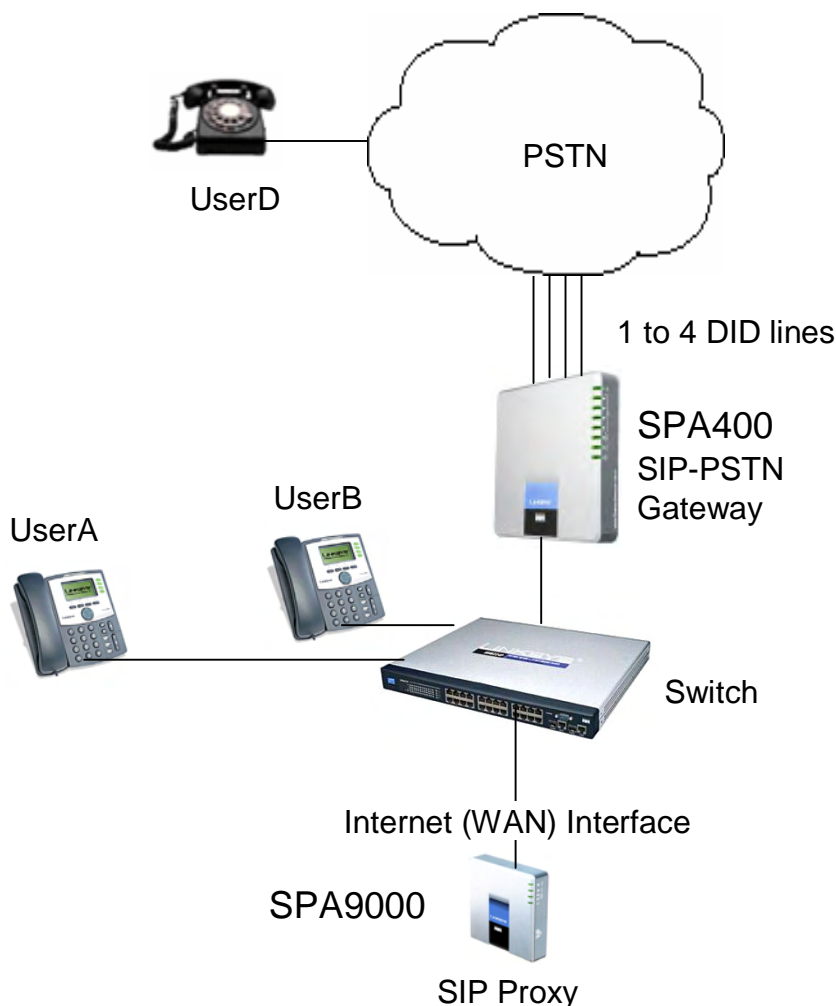 PSTN
UserD
1 to 4 DID lines
SPA400
SIP-PSTN
Gateway
UserB
UserA
LINKSYS
Switch
Internet (WAN) Interface
SPA9000
SIP Proxy